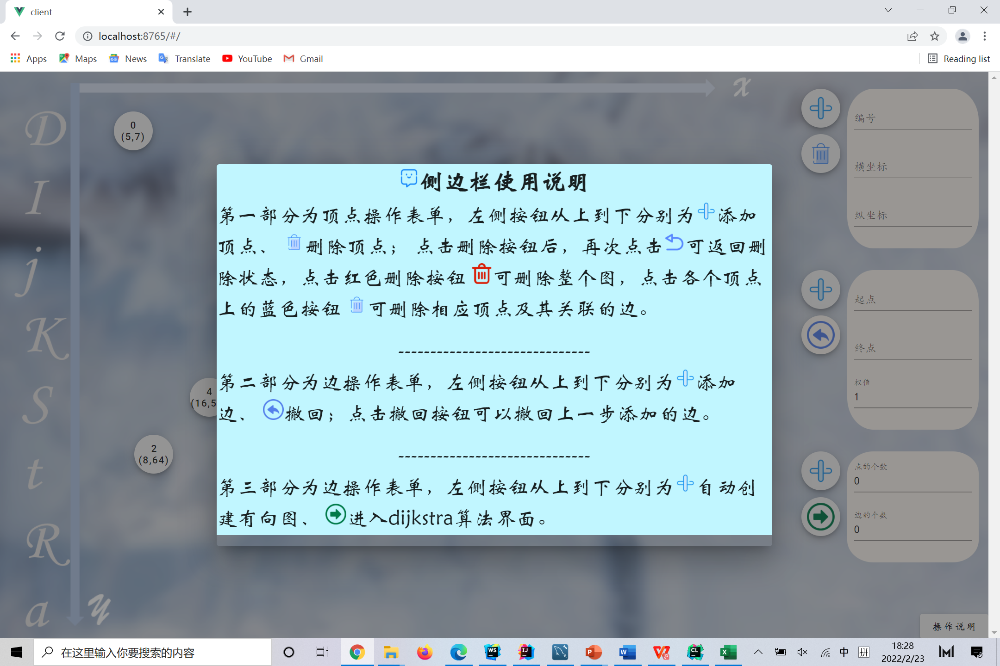 client
localhost:8765/#/
Apps Maps News Translate YouTube Gmail Reading list
x
D
I
j
K
S
t
R
a
y
0
(5,7)
4
(16,5
2
(8,64)
侧边栏使用说明
第一部分为顶点操作表单，左侧按钮从上到下分别为添加
顶点、 删除顶点；点击删除按钮后，再次点击可返回删
除状态，点击红色删除按钮可删除整个图，点击各个顶点
上的蓝色按钮可删除相应顶点及其关联的边。
------------------------------
第二部分为边操作表单，左侧按钮从上到下分别为添加
边、 撤回；点击撤回按钮可以撤回上一步添加的边。
------------------------------
第三部分为边操作表单，左侧按钮从上到下分别为自动创
建有向图、 进入dijkstra算法界面。
编号
横坐标
纵坐标
起点
终点
权值
1
点的个数
0
边的个数
0
操作说明
在这里输入你要搜索的内容
WS
IJ
P
W
CL
X
中
拼
18:28
2022/2/23